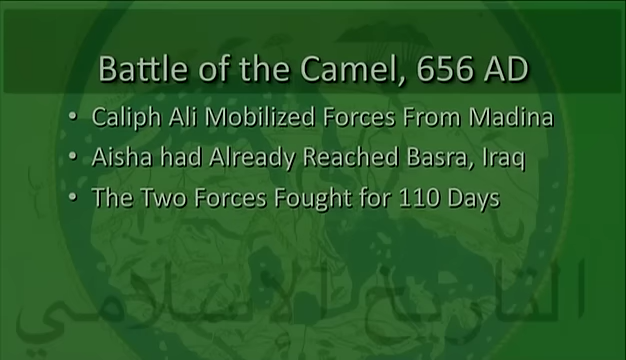 Battle of the Camel, 656 AD
• Caliph Ali Mobilized Forces From Madina
• Aisha had Already Reached Basra, Iraq
• The Two Forces Fought for 110 Days
التاريخ الاسلامي